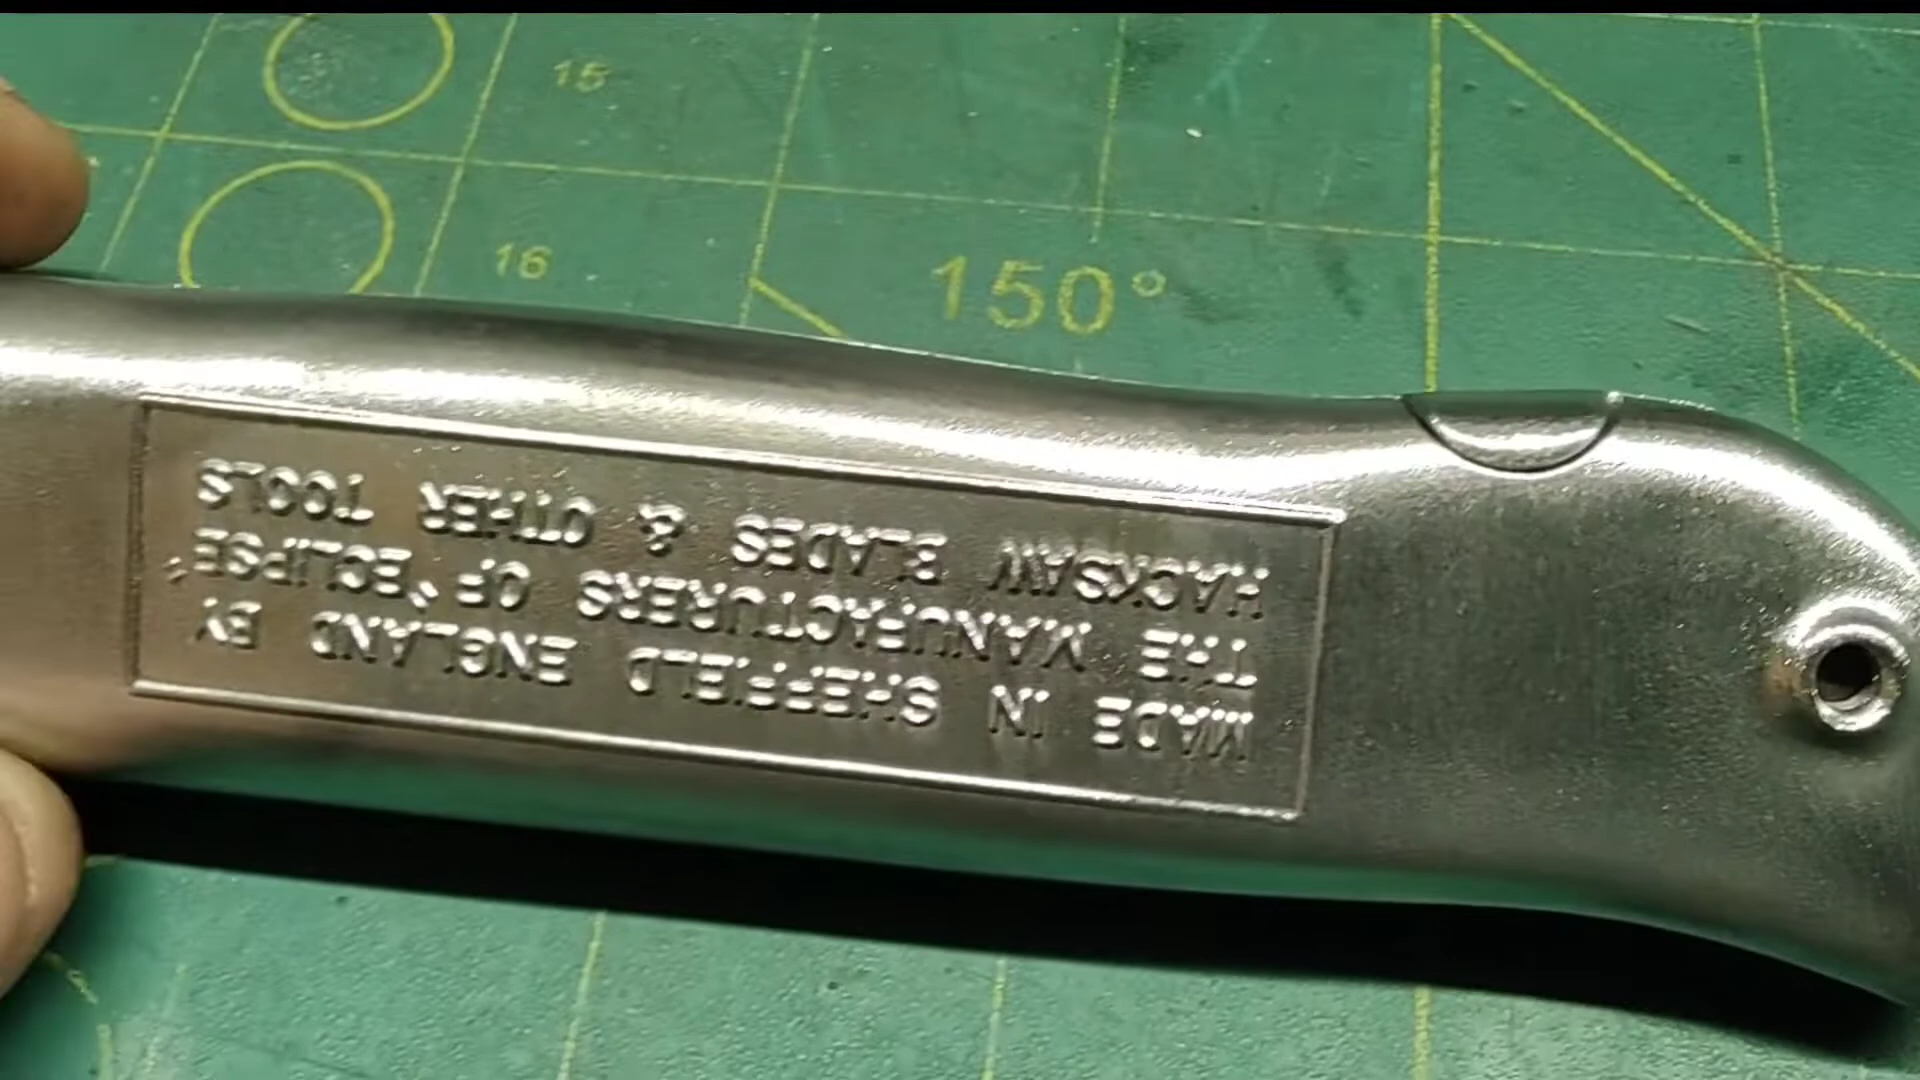 15
16
150°
MADE IN SHEFFIELD ENGLAND BY
THE MANUFACTURERS OF "ECLIPSE"
HACKSAW BLADES & OTHER TOOLS